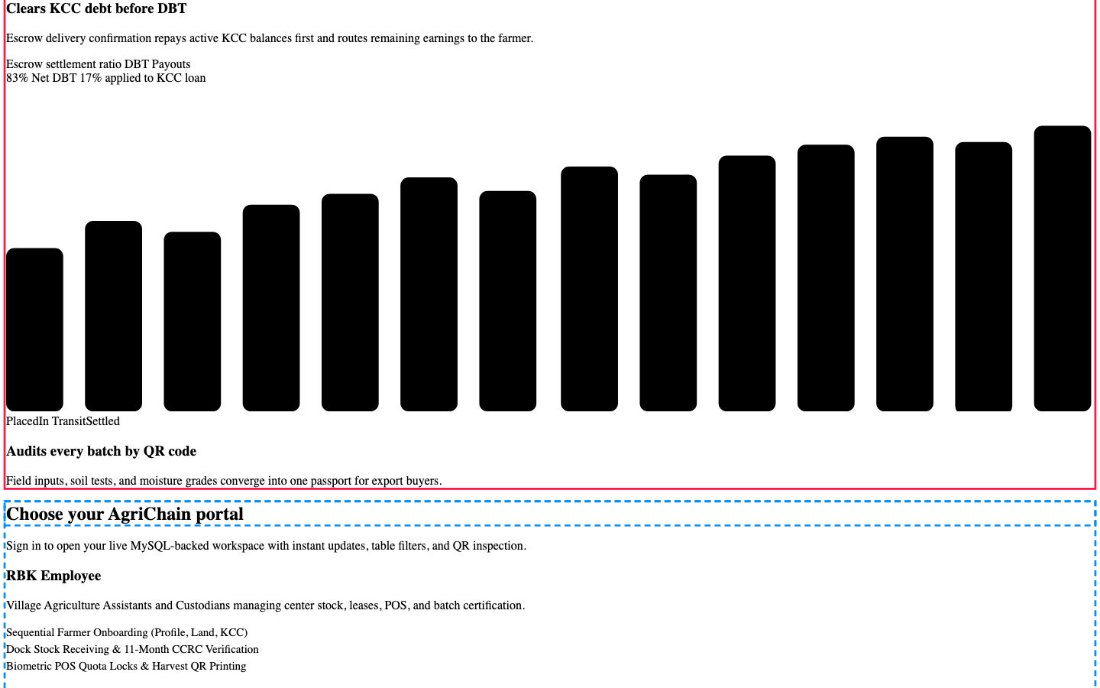 Clears KCC debt before DBT
Escrow delivery confirmation repays active KCC balances first and routes remaining earnings to the farmer.
Escrow settlement ratio DBT Payouts
83% Net DBT 17% applied to KCC loan
PlacedIn TransitSettled
Audits every batch by QR code
Field inputs, soil tests, and moisture grades converge into one passport for export buyers.
Choose your AgriChain portal
Sign in to open your live MySQL-backed workspace with instant updates, table filters, and QR inspection.
RBK Employee
Village Agriculture Assistants and Custodians managing center stock, leases, POS, and batch certification.
Sequential Farmer Onboarding (Profile, Land, KCC)
Dock Stock Receiving & 11-Month CCRC Verification
Biometric POS Quota Locks & Harvest QR Printing